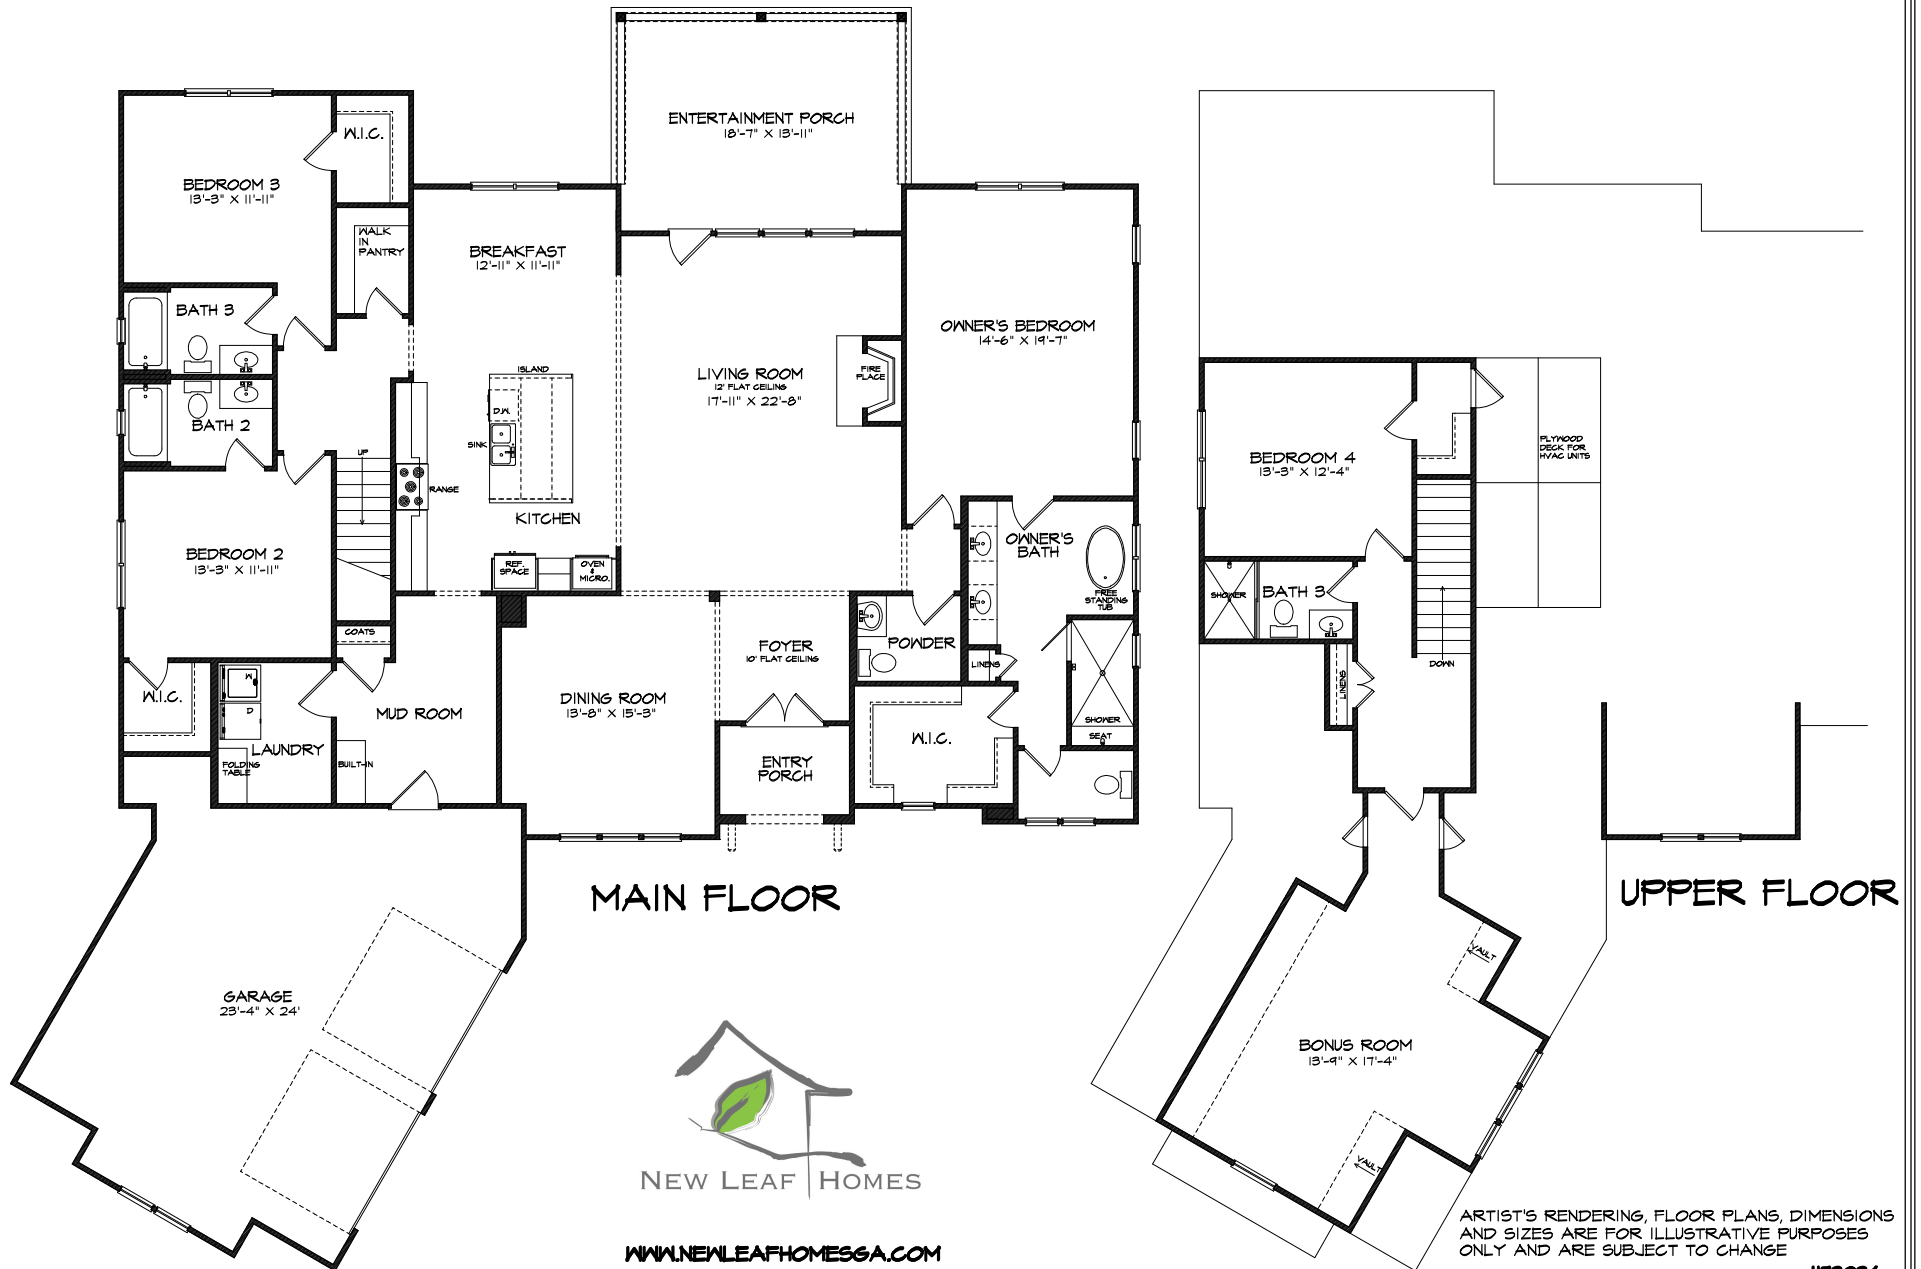 ENTERTAINMENT PORCH
18'-7" X 13'-11"
W.I.C.
BEDROOM 3
13'-3" X 11'-11"
WALK
IN
PANTRY
BREAKFAST
12'-11" X 11'-11"
BATH 3
OWNER'S BEDROOM
14'-6" X 19'-7"
LIVING ROOM
12' FLAT CEILING
17'-11" X 22'-8"
FIRE
PLACE
ISLAND
D.W.
SINK
BATH 2
UP
RANGE
KITCHEN
BEDROOM 2
13'-3" X 11'-11"
REF.
SPACE
OVEN
& MICRO.
OWNER'S
BATH
FREE
STANDING
TUB
COATS
FOYER
10' FLAT CEILING
POWDER
LINENS
W.I.C.
W
D
MUD ROOM
DINING ROOM
13'-8" X 15'-3"
LAUNDRY
FOLDING
TABLE
BUILT-IN
ENTRY
PORCH
W.I.C.
SHOWER
SEAT
MAIN FLOOR
GARAGE
23'-4" X 24'
BEDROOM 4
13'-3" X 12'-4"
PLYWOOD
DECK FOR
HVAC UNITS
SHOWER
BATH 3
DOWN
LINENS
UPPER FLOOR
VAULT
BONUS ROOM
13'-9" X 17'-4"
VAULT
NEW LEAF HOMES
WWW.NEWLEAFHOMESGA.COM
ARTIST'S RENDERING, FLOOR PLANS, DIMENSIONS
AND SIZES ARE FOR ILLUSTRATIVE PURPOSES
ONLY AND ARE SUBJECT TO CHANGE